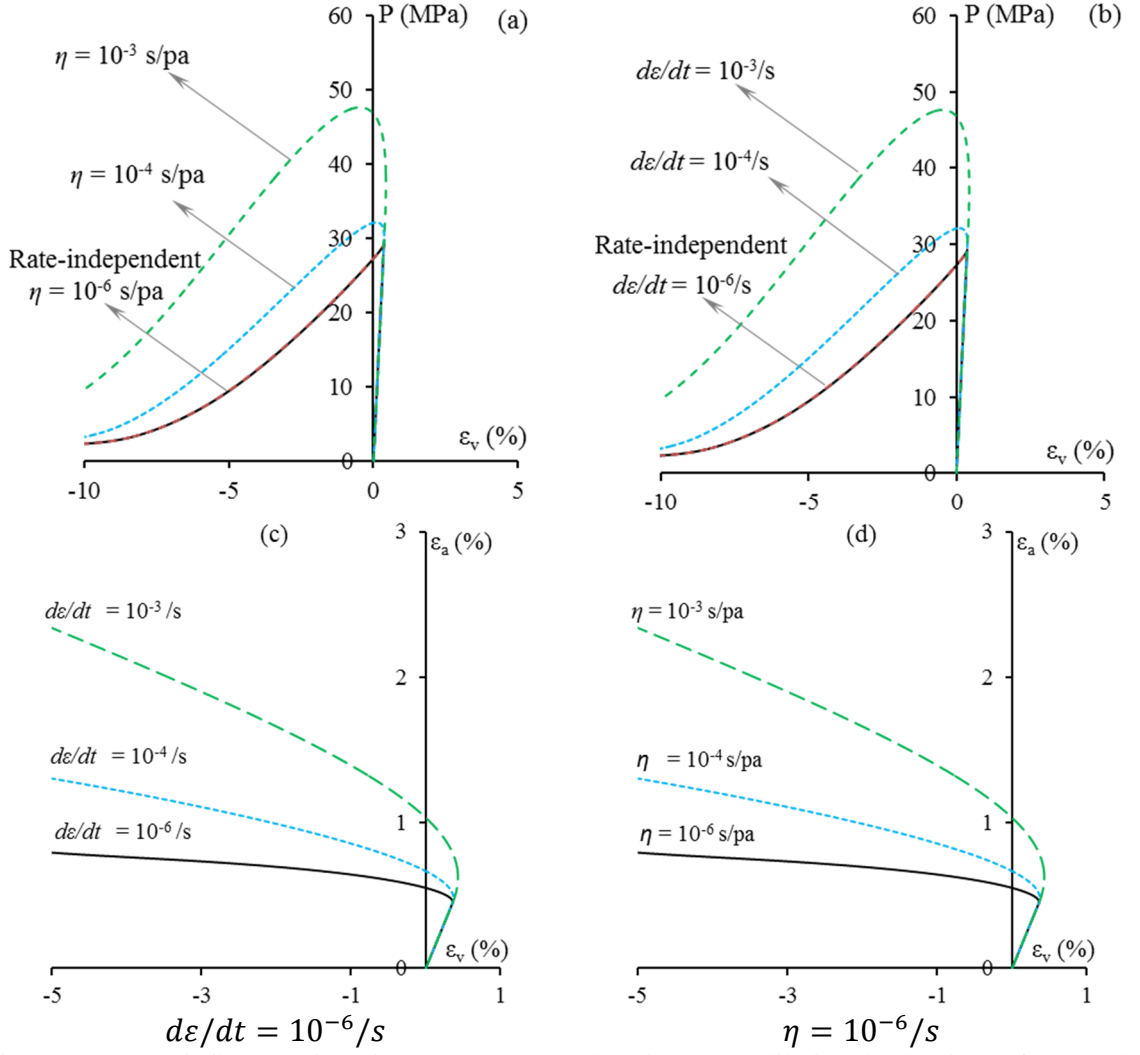 60 P (MPa) (a)
η = 10⁻³ s/pa
50
40
η = 10⁻⁴ s/pa
30
Rate-independent
η = 10⁻⁶ s/pa
20
10
εᵥ (%)
0
-10 -5 0 5
60 P (MPa) (b)
dε/dt = 10⁻³/s
50
40
dε/dt = 10⁻⁴/s
30
Rate-independent
dε/dt = 10⁻⁶/s
20
10
εᵥ (%)
0
-10 -5 0 5
(c) 3 εₐ (%)
dε/dt = 10⁻³ /s
2
dε/dt = 10⁻⁴ /s
1
dε/dt = 10⁻⁶ /s
εᵥ (%)
0
-5 -3 -1 1
dε/dt = 10⁻⁶/s
(d) 3 εₐ (%)
η = 10⁻³ s/pa
2
η = 10⁻⁴ s/pa
1
η = 10⁻⁶ s/pa
εᵥ (%)
0
-5 -3 -1 1
η = 10⁻⁶/s